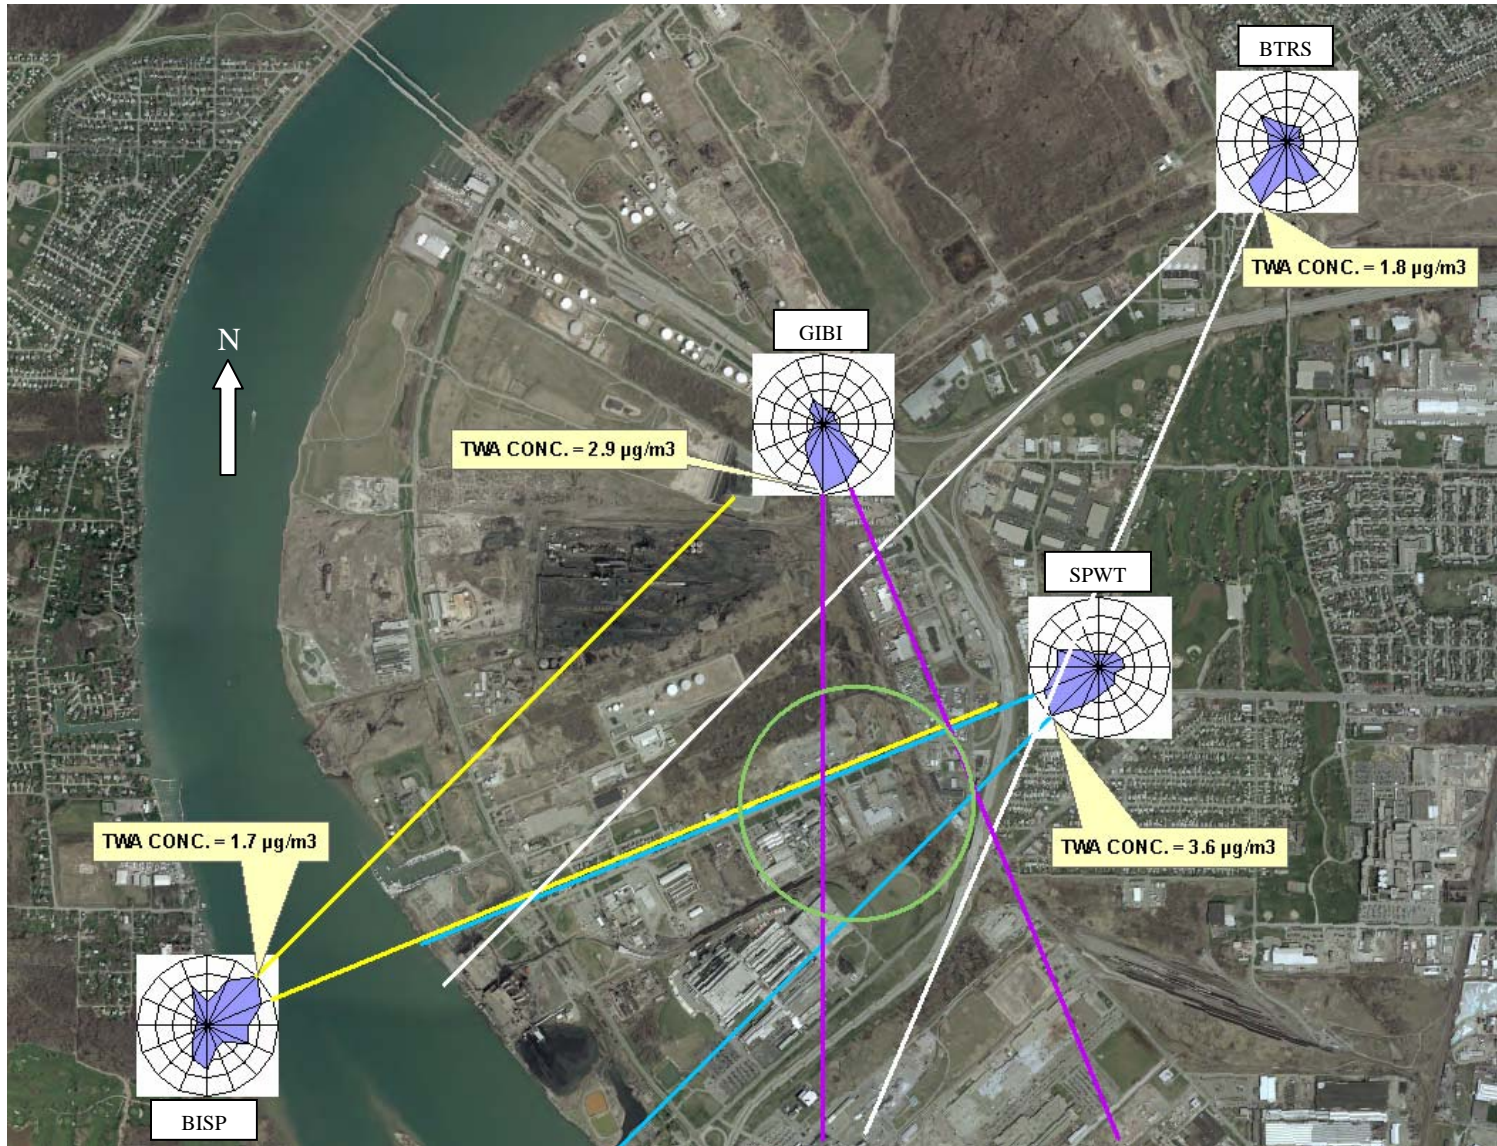 BTRS
TWA CONC. = 1.8 µg/m3
N
GIBI
TWA CONC. = 2.9 µg/m3
SPWT
TWA CONC. = 1.7 µg/m3
TWA CONC. = 3.6 µg/m3
BISP